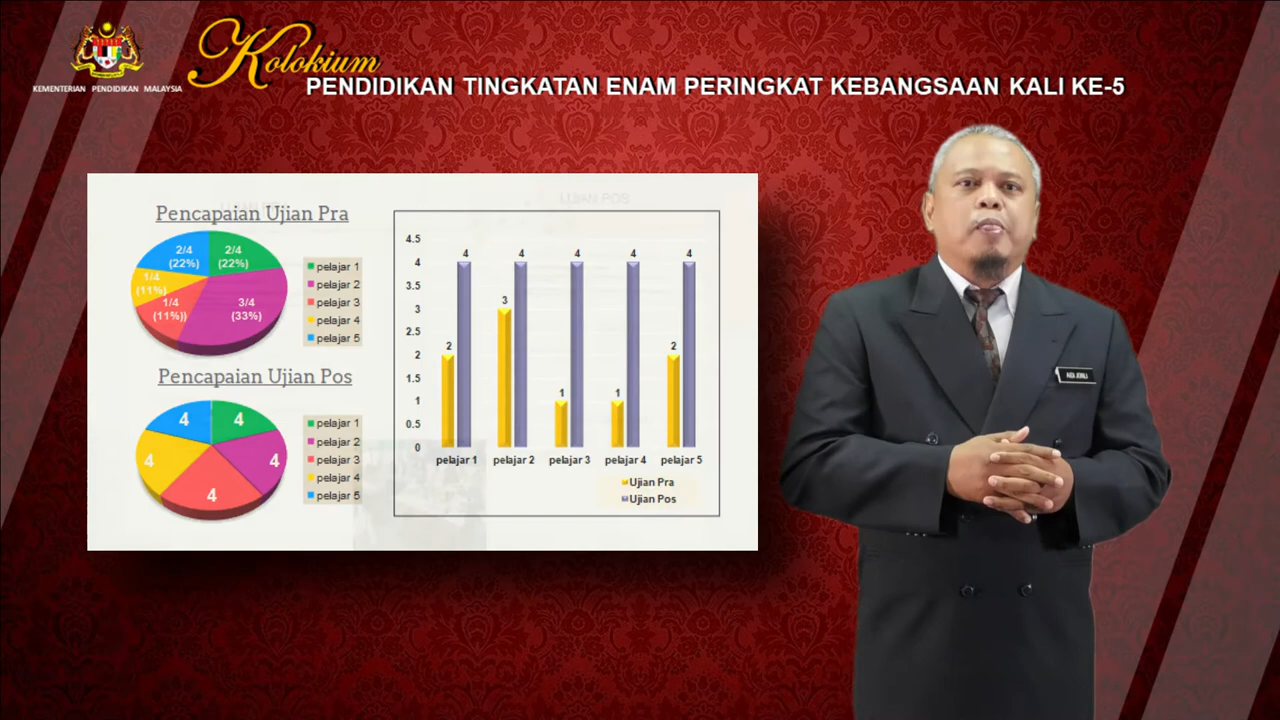 Kolokium
KEMENTERIAN PENDIDIKAN MALAYSIA
PENDIDIKAN TINGKATAN ENAM PERINGKAT KEBANGSAAN KALI KE-5
Pencapaian Ujian Pra
2/4
(22%)
2/4
(22%)
1/4
(11%)
1/4
(11%))
3/4
(33%)
pelajar 1
pelajar 2
pelajar 3
pelajar 4
pelajar 5
Pencapaian Ujian Pos
4
4
4
4
4
pelajar 1
pelajar 2
pelajar 3
pelajar 4
pelajar 5
UJIAN POS
4.5
4
3.5
3
2.5
2
1.5
1
0.5
0
2
4
3
4
1
4
1
4
2
4
pelajar 1
pelajar 2
pelajar 3
pelajar 4
pelajar 5
Ujian Pra
Ujian Pos